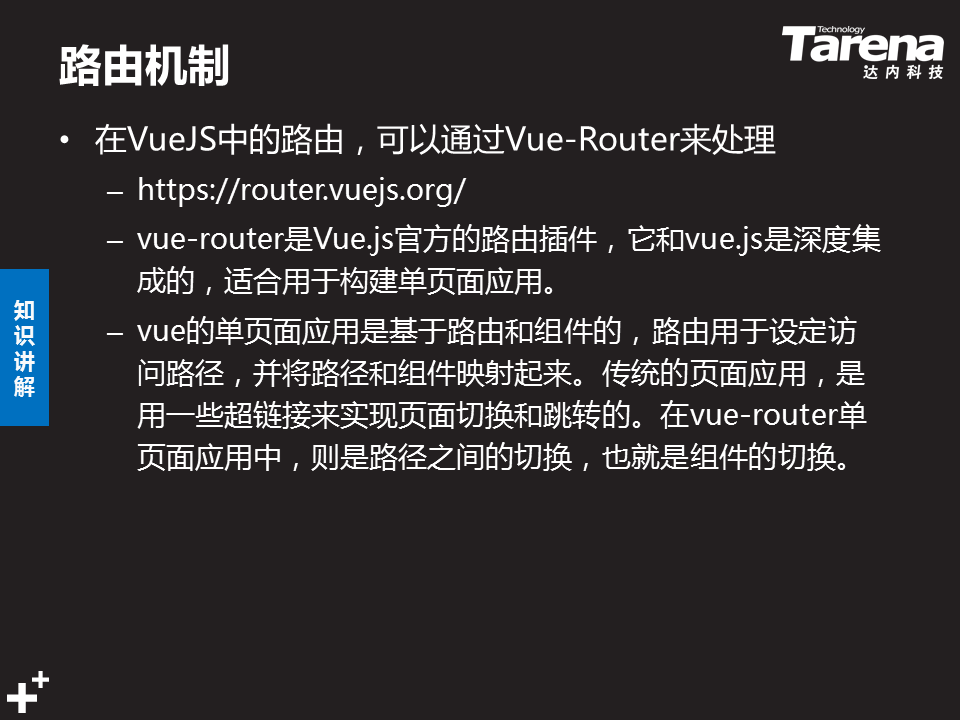 路由机制
Technology
Tarena
达内科技
• 在VueJS中的路由，可以通过Vue-Router来处理
– https://router.vuejs.org/
– vue-router是Vue.js官方的路由插件，它和vue.js是深度集
成的，适合用于构建单页面应用。
– vue的单页面应用是基于路由和组件的，路由用于设定访
问路径，并将路径和组件映射起来。传统的页面应用，是
用一些超链接来实现页面切换和跳转的。在vue-router单
页面应用中，则是路径之间的切换，也就是组件的切换。
知
识
讲
解